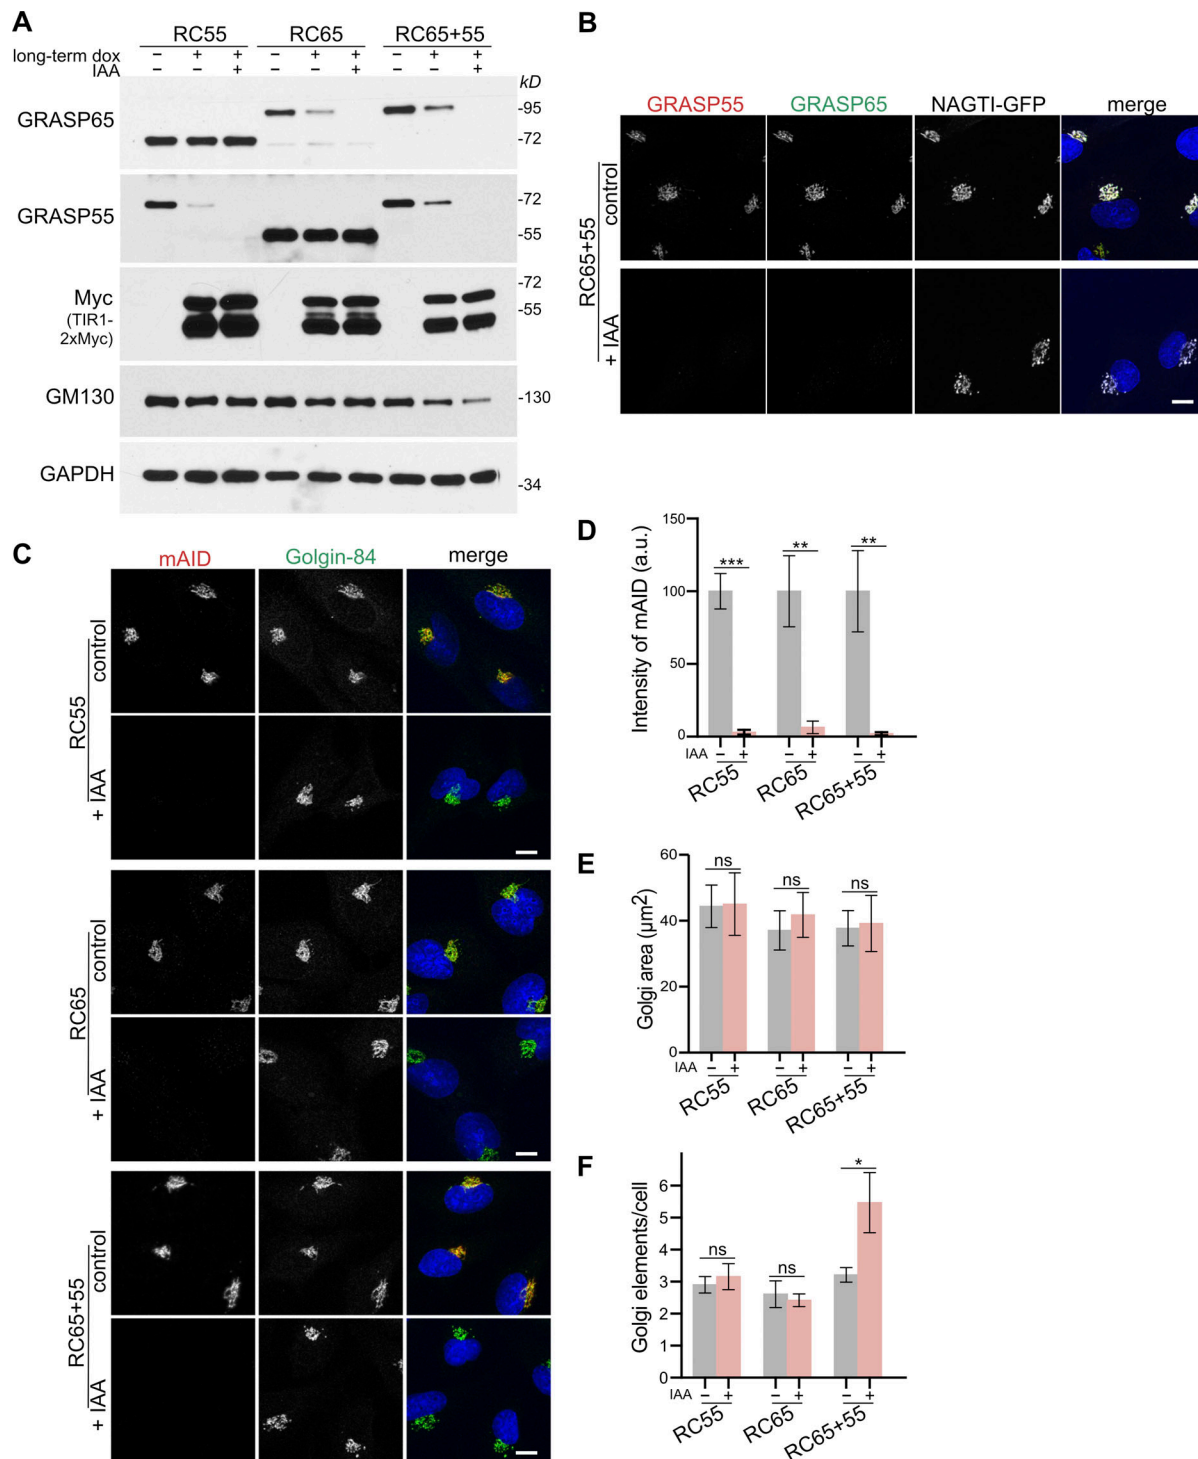 A
RC55 RC65 RC65+55
long-term dox – + + – + + – + +
IAA – – + – – + – – +
kD
GRASP65
-95
-72
GRASP55
-72
-55
Myc
(TIR1-
2xMyc)
-72
-55
GM130
-130
GAPDH
-34
B
GRASP55 GRASP65 NAGTI-GFP merge
RC65+55
control
+ IAA
C
mAID Golgin-84 merge
RC55
control
+ IAA
RC65
control
+ IAA
RC65+55
control
+ IAA
D
Intensity of mAID (a.u.)
150
100
50
0
*** ** **
IAA – + – + – +
RC55 RC65 RC65+55
E
Golgi area (µm2)
60
40
20
0
ns ns ns
IAA – + – + – +
RC55 RC65 RC65+55
F
Golgi elements/cell
6
5
4
3
2
1
0
ns ns *
IAA – + – + – +
RC55 RC65 RC65+55